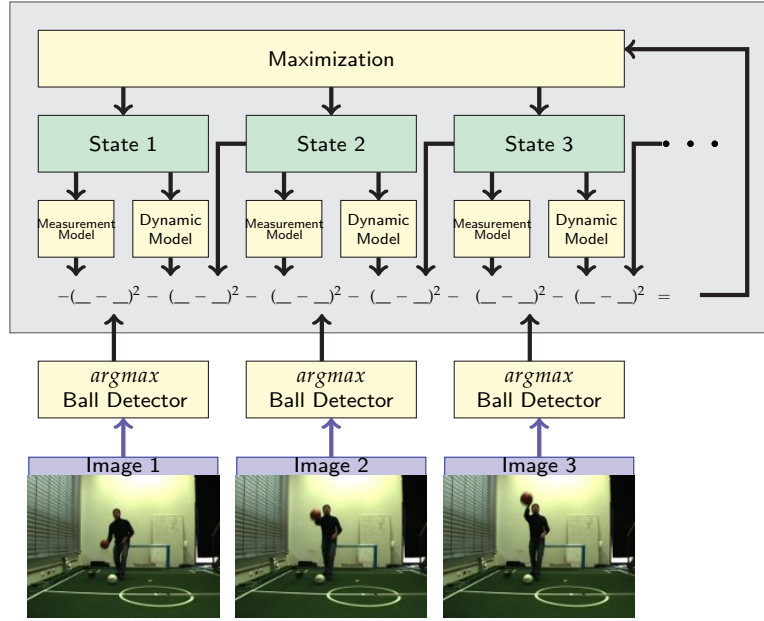 Maximization
State 1 State 2 State 3 • • •
Measurement Model Dynamic Model Measurement Model Dynamic Model Measurement Model Dynamic Model
−(__ − __)² − (__ − __)² − (__ − __)² − (__ − __)² − (__ − __)² − (__ − __)² =
argmax argmax argmax
Ball Detector Ball Detector Ball Detector
Image 1 Image 2 Image 3